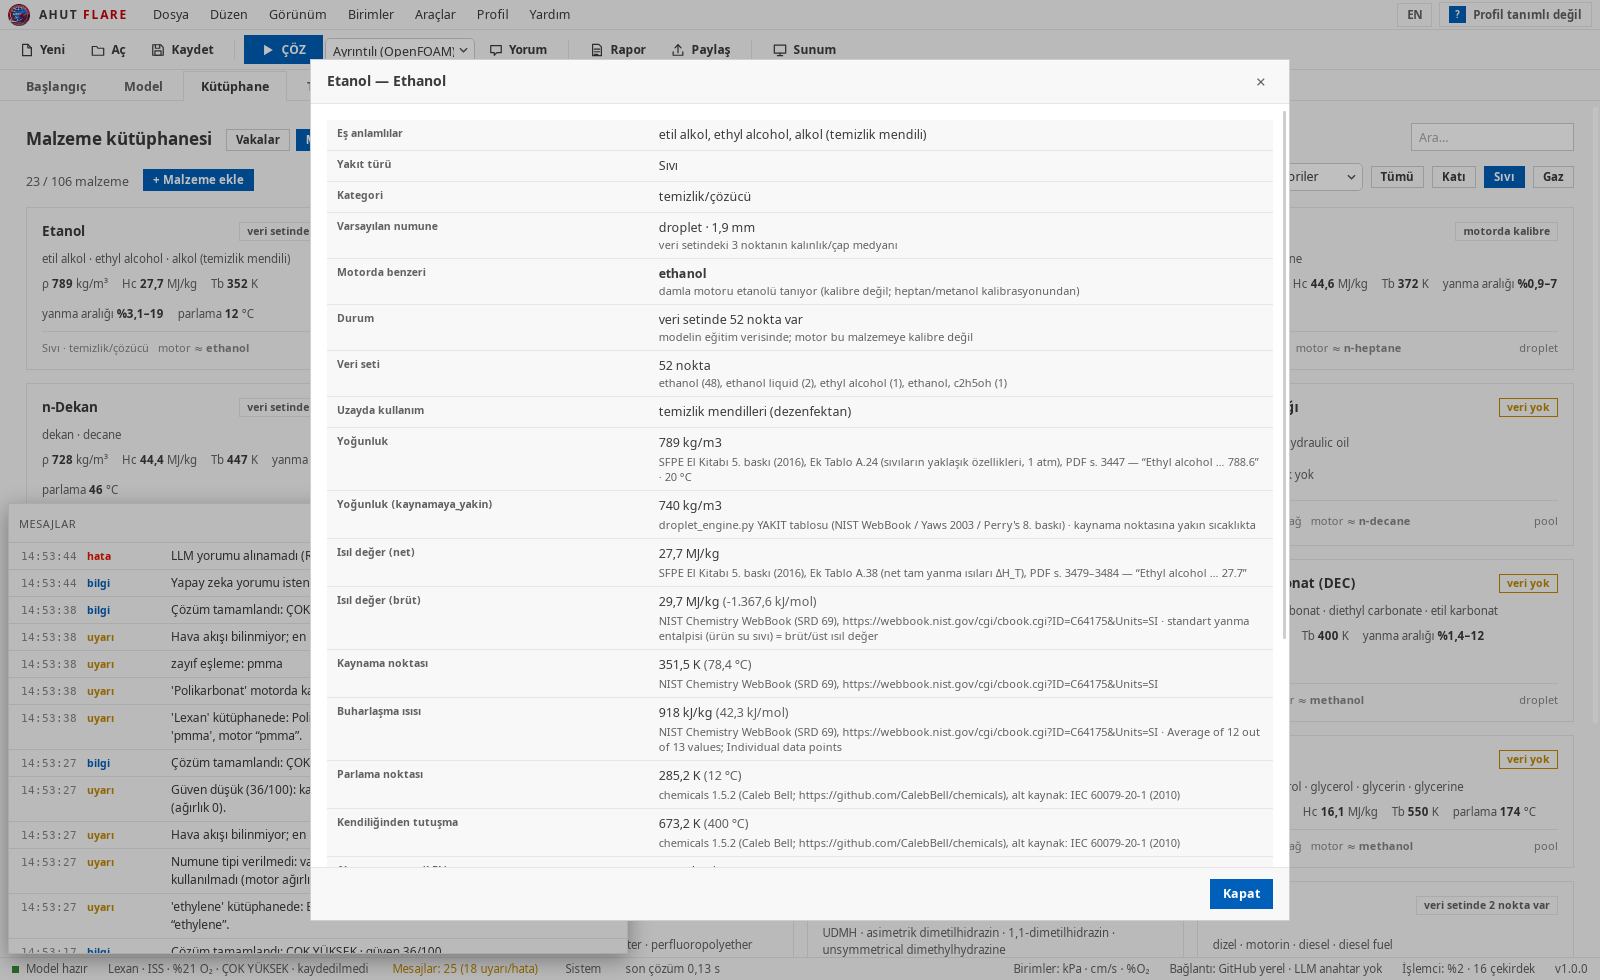 AHUT FLARE Dosya Düzen Görünüm Birimler Araçlar Profil Yardım EN ? Profil tanımlı değil
Yeni Aç Kaydet ÇÖZ Ayrıntılı (OpenFOAM) Yorum Rapor Paylaş Sunum
Başlangıç Model Kütüphane
Malzeme kütüphanesi Vakalar Ara...
23 / 106 malzeme + Malzeme ekle Tümü Katı Sıvı Gaz
Etanol veri setinde
etil alkol · ethyl alcohol · alkol (temizlik mendili)
ρ 789 kg/m³ Hc 27,7 MJ/kg Tb 352 K
yanma aralığı %3,1–19 parlama 12 °C
Sıvı · temizlik/çözücü motor ≈ ethanol
n-Dekan veri setinde
dekan · decane
ρ 728 kg/m³ Hc 44,4 MJ/kg Tb 447 K yanma
parlama 46 °C
MESAJLAR
14:53:44 hata LLM yorumu alınamadı
14:53:44 bilgi Yapay zeka yorumu isten
14:53:38 bilgi Çözüm tamamlandı: ÇOK
14:53:38 uyarı Hava akışı bilinmiyor; en
14:53:38 uyarı zayıf eşleme: pmma
14:53:38 uyarı 'Polikarbonat' motorda ka
14:53:38 uyarı 'Lexan' kütüphanede: Poli
'pmma', motor “pmma”.
14:53:27 bilgi Çözüm tamamlandı: ÇOK
14:53:27 uyarı Güven düşük (36/100): ka
(ağırlık 0).
14:53:27 uyarı Hava akışı bilinmiyor; en
14:53:27 uyarı Numune tipi verilmedi: va
kullanılmadı (motor ağırlı
14:53:27 uyarı 'ethylene' kütüphanede: E
“ethylene”.
14:53:17 bilgi Çözüm tamamlandı: ÇOK YÜKSEK · güven 36/100
Etanol — Ethanol ×
Eş anlamlılar etil alkol, ethyl alcohol, alkol (temizlik mendili)
Yakıt türü Sıvı
Kategori temizlik/çözücü
Varsayılan numune droplet · 1,9 mm
veri setindeki 3 noktanın kalınlık/çap medyanı
Motorda benzeri ethanol
damla motoru etanolü tanıyor (kalibre değil; heptan/metanol kalibrasyonundan)
Durum veri setinde 52 nokta var
modelin eğitim verisinde; motor bu malzemeye kalibre değil
Veri seti 52 nokta
ethanol (48), ethanol liquid (2), ethyl alcohol (1), ethanol, c2h5oh (1)
Uzayda kullanım temizlik mendilleri (dezenfektan)
Yoğunluk 789 kg/m3
SFPE El Kitabı 5. baskı (2016), Ek Tablo A.24 (sıvıların yaklaşık özellikleri, 1 atm), PDF s. 3447 — “Ethyl alcohol ... 788.6”
· 20 °C
Yoğunluk (kaynamaya_yakin) 740 kg/m3
droplet_engine.py YAKIT tablosu (NIST WebBook / Yaws 2003 / Perry's 8. baskı) · kaynama noktasına yakın sıcaklıkta
Isıl değer (net) 27,7 MJ/kg
SFPE El Kitabı 5. baskı (2016), Ek Tablo A.38 (net tam yanma ısıları ΔH_T), PDF s. 3479–3484 — “Ethyl alcohol ... 27.7”
Isıl değer (brüt) 29,7 MJ/kg (-1.367,6 kJ/mol)
NIST Chemistry WebBook (SRD 69), https://webbook.nist.gov/cgi/cbook.cgi?ID=C64175&Units=SI · standart yanma
entalpisi (ürün su sıvı) = brüt/üst ısıl değer
Kaynama noktası 351,5 K (78,4 °C)
NIST Chemistry WebBook (SRD 69), https://webbook.nist.gov/cgi/cbook.cgi?ID=C64175&Units=SI
Buharlaşma ısısı 918 kJ/kg (42,3 kJ/mol)
NIST Chemistry WebBook (SRD 69), https://webbook.nist.gov/cgi/cbook.cgi?ID=C64175&Units=SI · Average of 12 out
of 13 values; Individual data points
Parlama noktası 285,2 K (12 °C)
chemicals 1.5.2 (Caleb Bell; https://github.com/CalebBell/chemicals), alt kaynak: IEC 60079-20-1 (2010)
Kendiliğinden tutuşma 673,2 K (400 °C)
chemicals 1.5.2 (Caleb Bell; https://github.com/CalebBell/chemicals), alt kaynak: IEC 60079-20-1 (2010)
Kapat
motorda kalibre
Hc 44,6 MJ/kg Tb 372 K yanma aralığı %0,9–7
motor ≈ n-heptane droplet
veri yok
ydraulic oil
yok
motor ≈ n-decane pool
onat (DEC) veri yok
bonat · diethyl carbonate · etil karbonat
Tb 400 K yanma aralığı %1,4–12
≈ methanol droplet
veri yok
rol · glycerol · glycerin · glycerine
Hc 16,1 MJ/kg Tb 550 K parlama 174 °C
motor ≈ methanol pool
veri setinde 2 nokta var
ter · perfluoropolyether
UDMH · asimetrik dimetilhidrazin · 1,1-dimetilhidrazin ·
unsymmetrical dimethylhydrazine
dizel · motorin · diesel · diesel fuel
Model hazır Lexan · ISS · %21 O₂ · ÇOK YÜKSEK · kaydedilmedi Mesajlar: 25 (18 uyarı/hata) Sistem son çözüm 0,13 s Birimler: kPa · cm/s · %O₂ Bağlantı: GitHub yerel · LLM anahtar yok İşlemci: %2 · 16 çekirdek v1.0.0